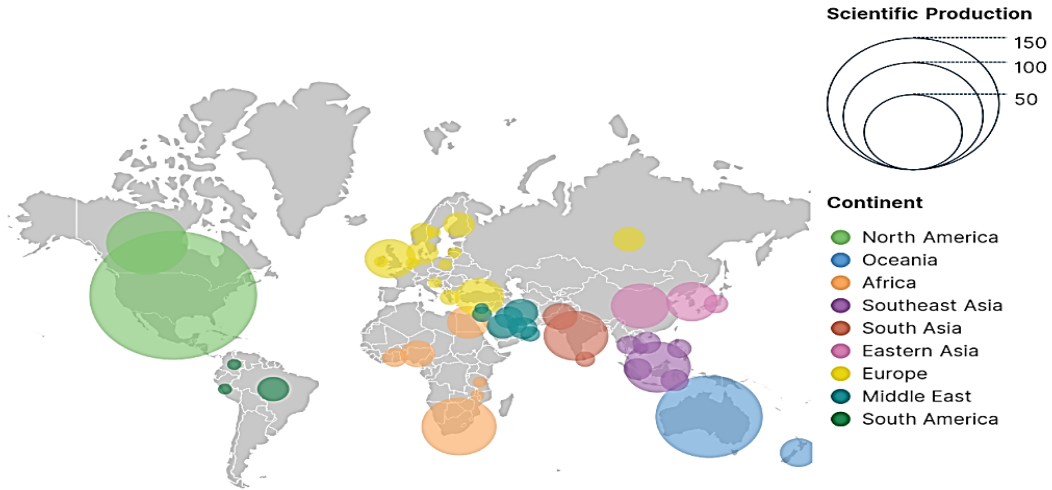 Scientific Production
150
100
50
Continent
North America
Oceania
Africa
Southeast Asia
South Asia
Eastern Asia
Europe
Middle East
South America